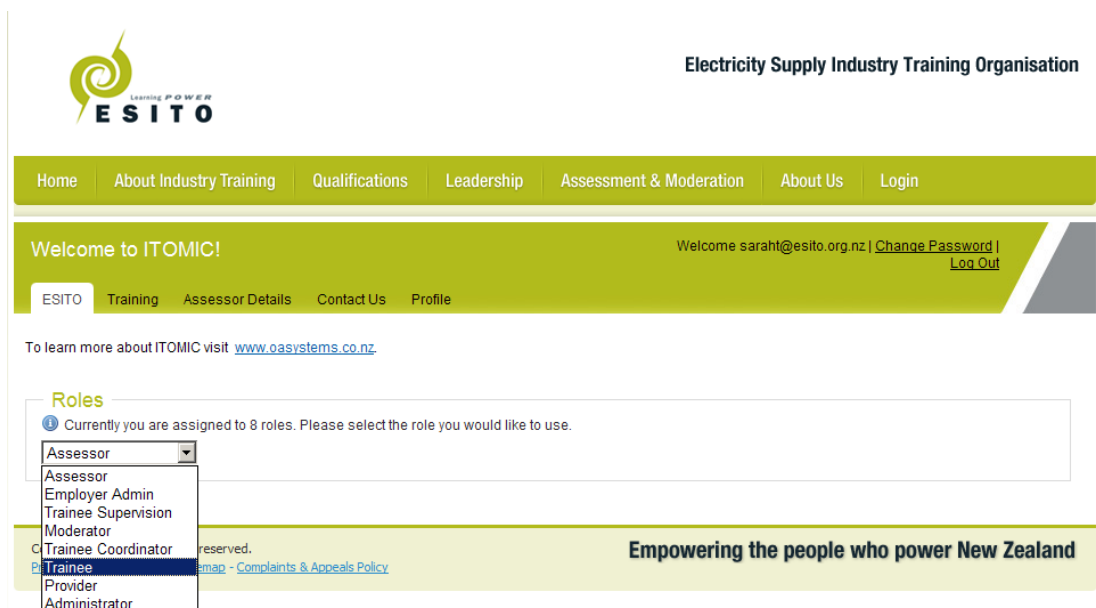 Electricity Supply Industry Training Organisation
Learning POWER
ESITO
Home About Industry Training Qualifications Leadership Assessment & Moderation About Us Login
Welcome to ITOMIC!
Welcome saraht@esito.org.nz | Change Password |
Log Out
ESITO Training Assessor Details Contact Us Profile
To learn more about ITOMIC visit www.oasystems.co.nz.
Roles
Currently you are assigned to 8 roles. Please select the role you would like to use.
Assessor
Assessor
Employer Admin
Trainee Supervision
Moderator
Trainee Coordinator
Trainee
Provider
Administrator
reserved.
- Complaints & Appeals Policy
Empowering the people who power New Zealand